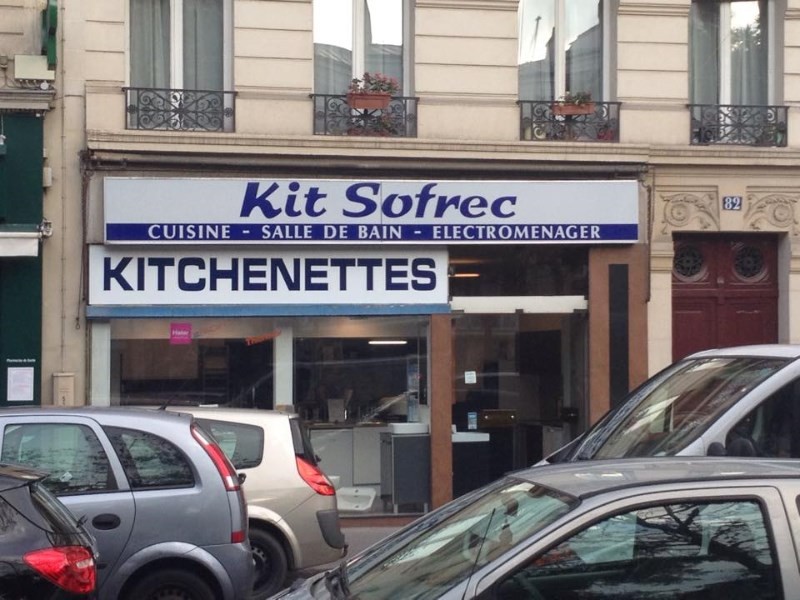 Kit Sofrec
CUISINE - SALLE DE BAIN - ELECTROMENAGER
KITCHENETTES
82